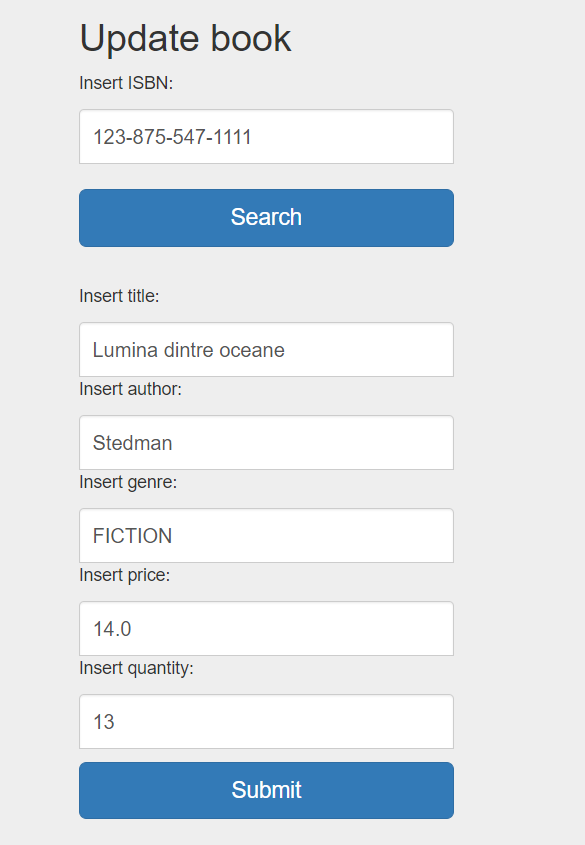 Update book
Insert ISBN:
123-875-547-1111
Search
Insert title:
Lumina dintre oceane
Insert author:
Stedman
Insert genre:
FICTION
Insert price:
14.0
Insert quantity:
13
Submit